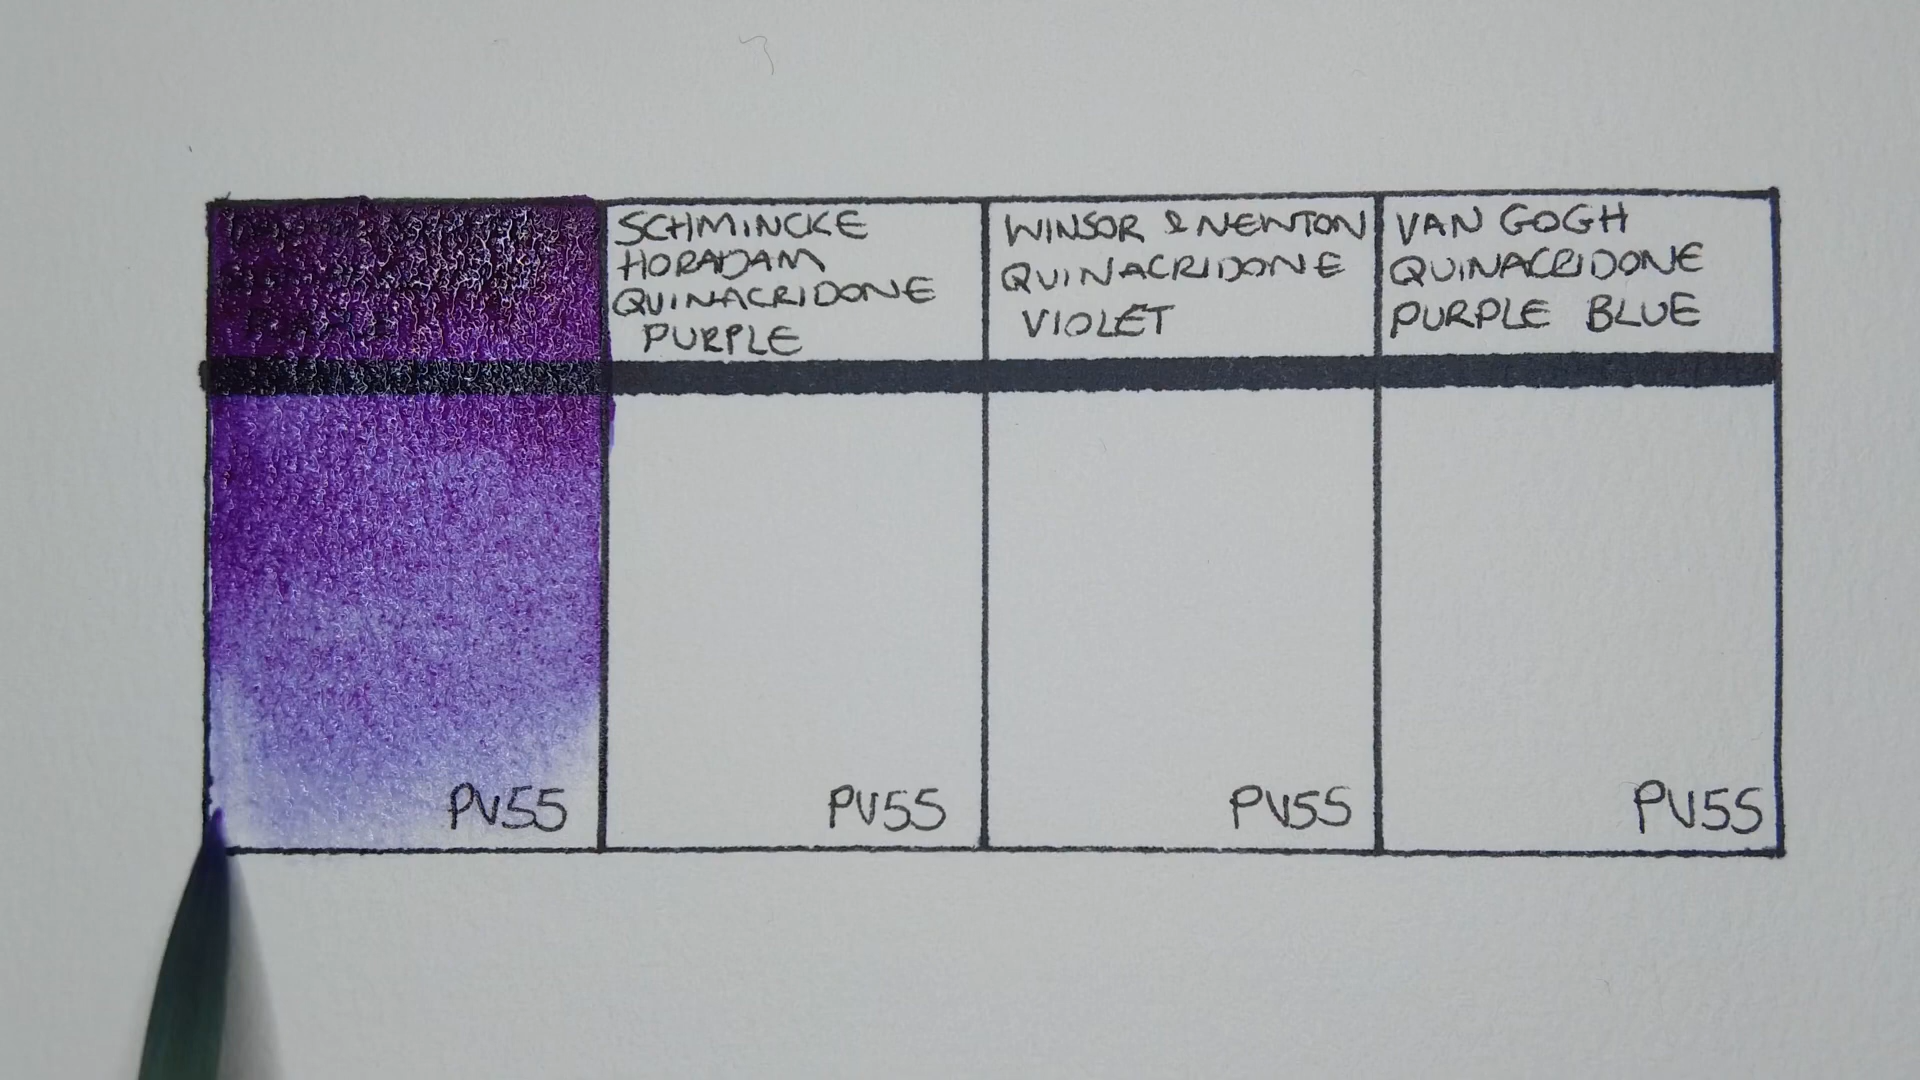 SCHMINCKE
HORADAM
QUINACRIDONE
PURPLE
WINSOR & NEWTON
QUINACRIDONE
VIOLET
VAN GOGH
QUINACRIDONE
PURPLE BLUE
PV55
PV55
PV55
PV55